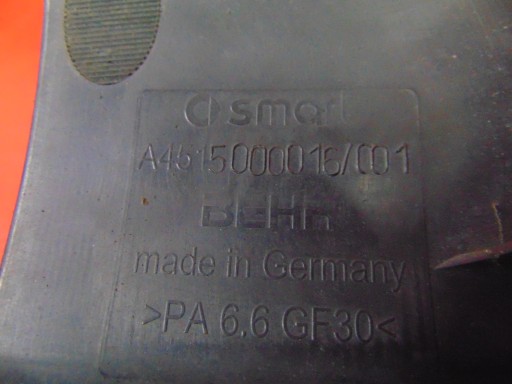 smart
A4515000016/001
BEHR
made in Germany
>PA 6.6 GF30<